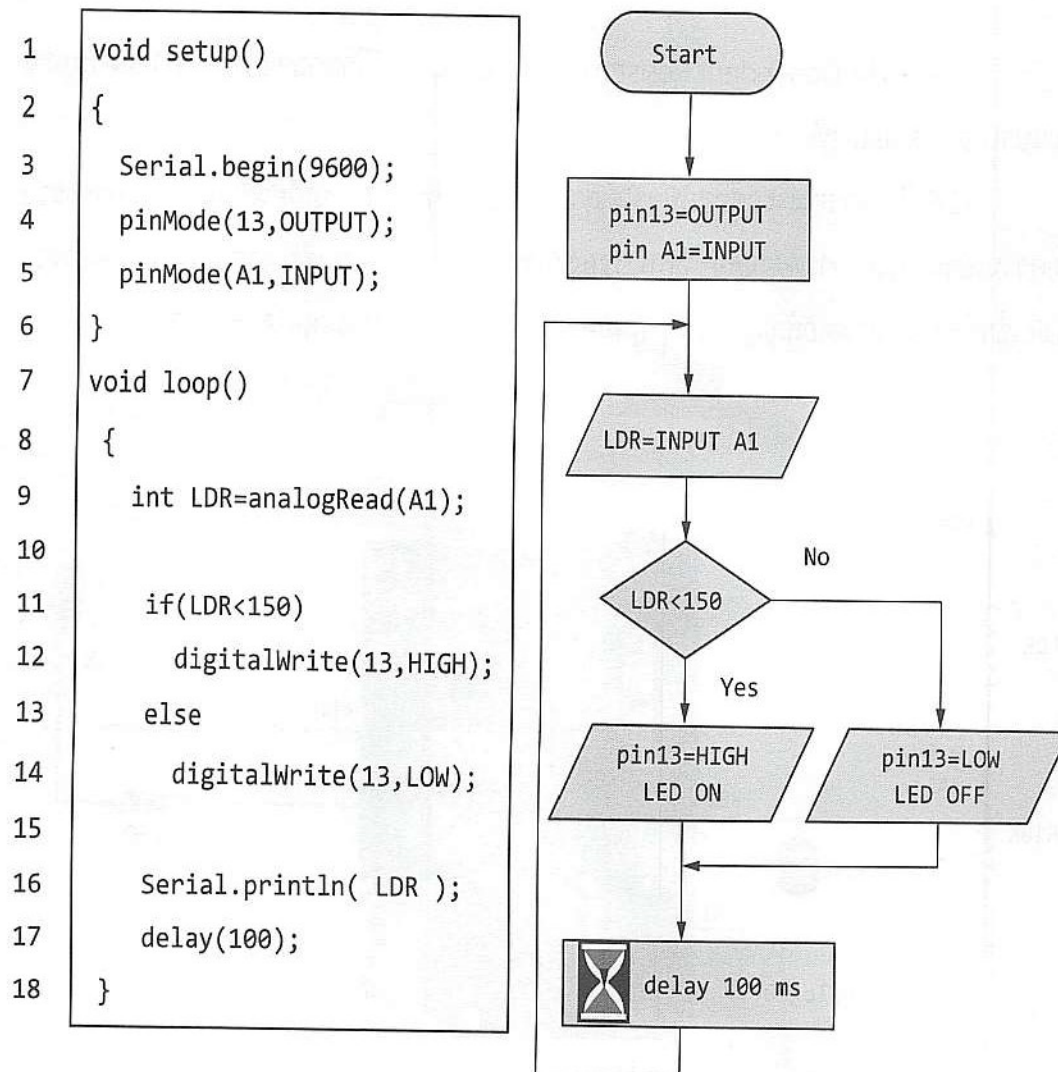 1 void setup()
2 {
3 Serial.begin(9600);
4 pinMode(13,OUTPUT);
5 pinMode(A1,INPUT);
6 }
7 void loop()
8 {
9 int LDR=analogRead(A1);
10
11 if(LDR<150)
12 digitalWrite(13,HIGH);
13 else
14 digitalWrite(13,LOW);
15
16 Serial.println( LDR );
17 delay(100);
18 }
Start
pin13=OUTPUT
pin A1=INPUT
LDR=INPUT A1
LDR<150
No
Yes
pin13=HIGH
LED ON
pin13=LOW
LED OFF
delay 100 ms